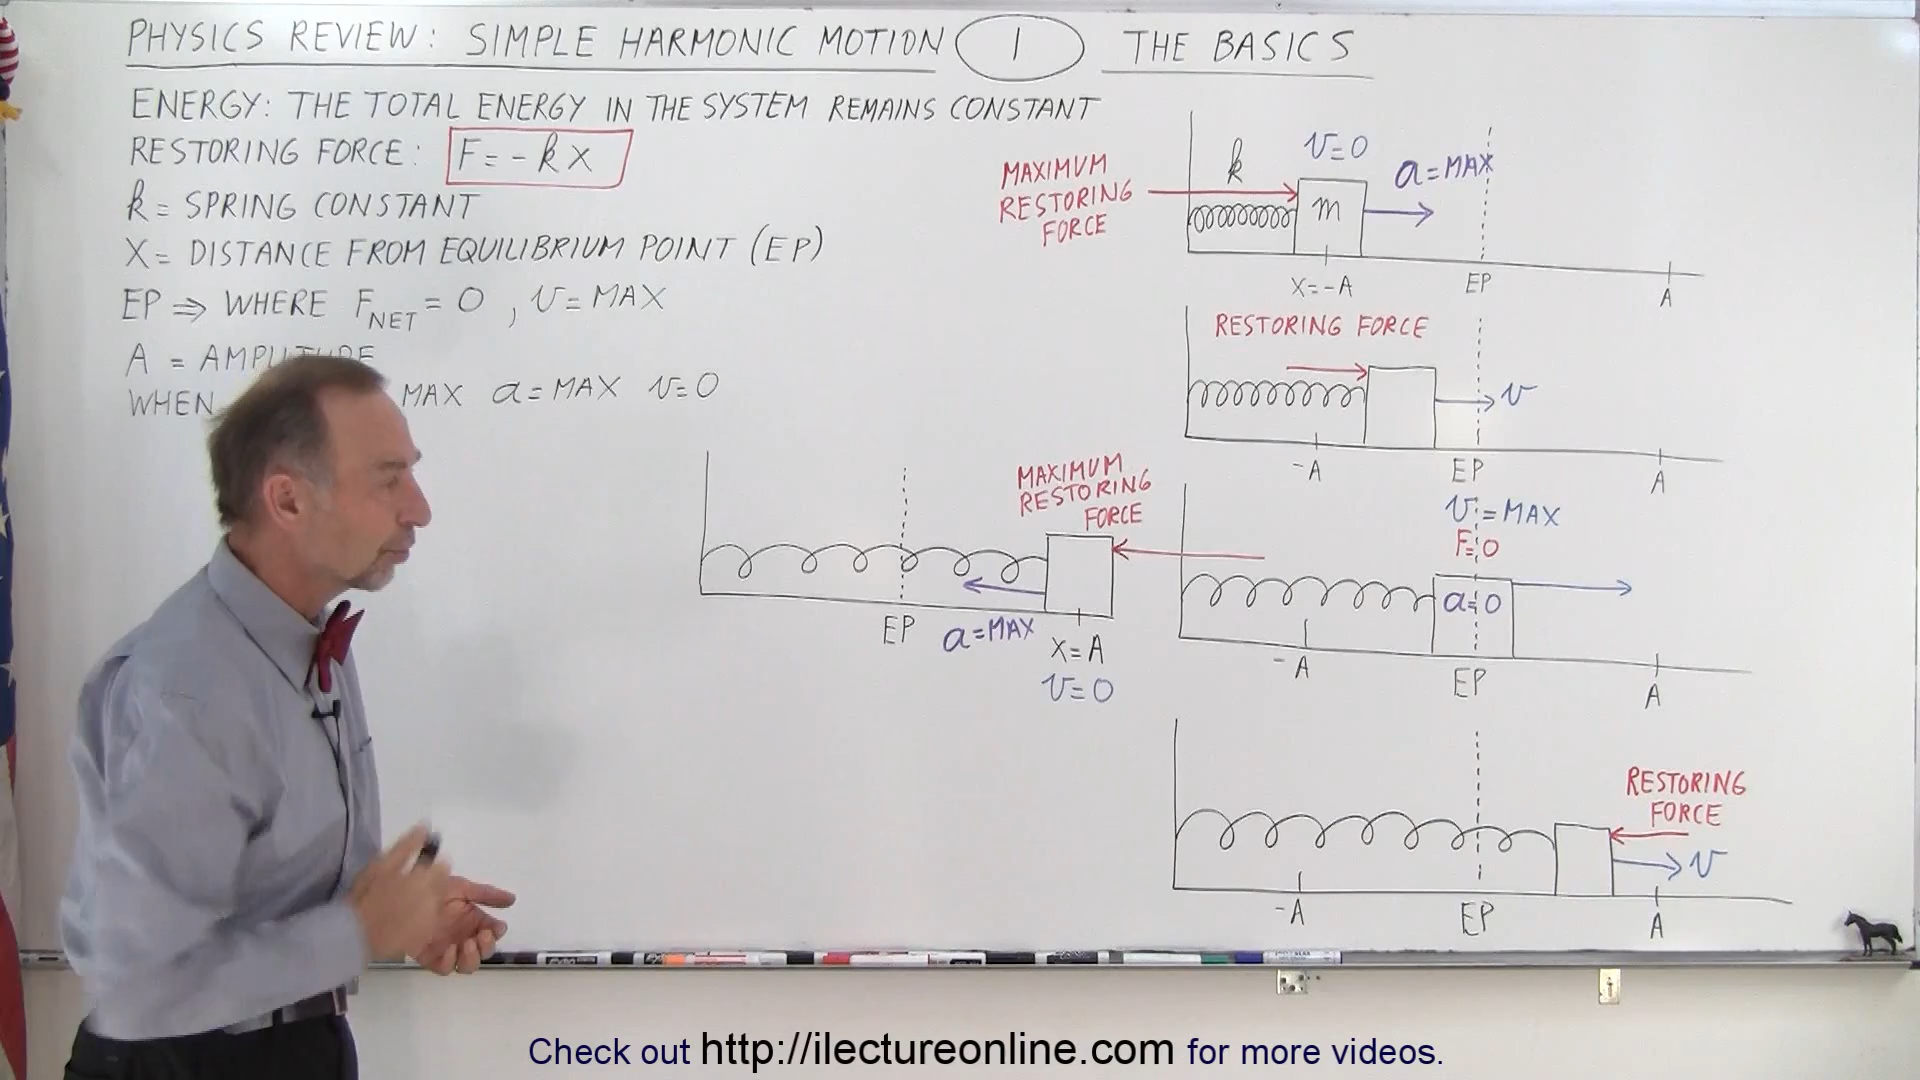 PHYSICS REVIEW: SIMPLE HARMONIC MOTION 1 THE BASICS
ENERGY: THE TOTAL ENERGY IN THE SYSTEM REMAINS CONSTANT
RESTORING FORCE: F = -kx
k = SPRING CONSTANT
X = DISTANCE FROM EQUILIBRIUM POINT (EP)
EP ⇒ WHERE F_NET = 0, v = MAX
A = AMPLITUDE
WHEN MAX a = MAX v = 0
MAXIMUM
RESTORING
FORCE
k
v = 0
a = MAX
m
X = -A
EP
A
RESTORING FORCE
v
-A
EP
A
MAXIMUM
RESTORING
FORCE
EP
a = MAX
X = A
v = 0
v = MAX
F = 0
a = 0
-A
EP
A
RESTORING
FORCE
v
-A
EP
A
Check out http://ilectureonline.com for more videos.